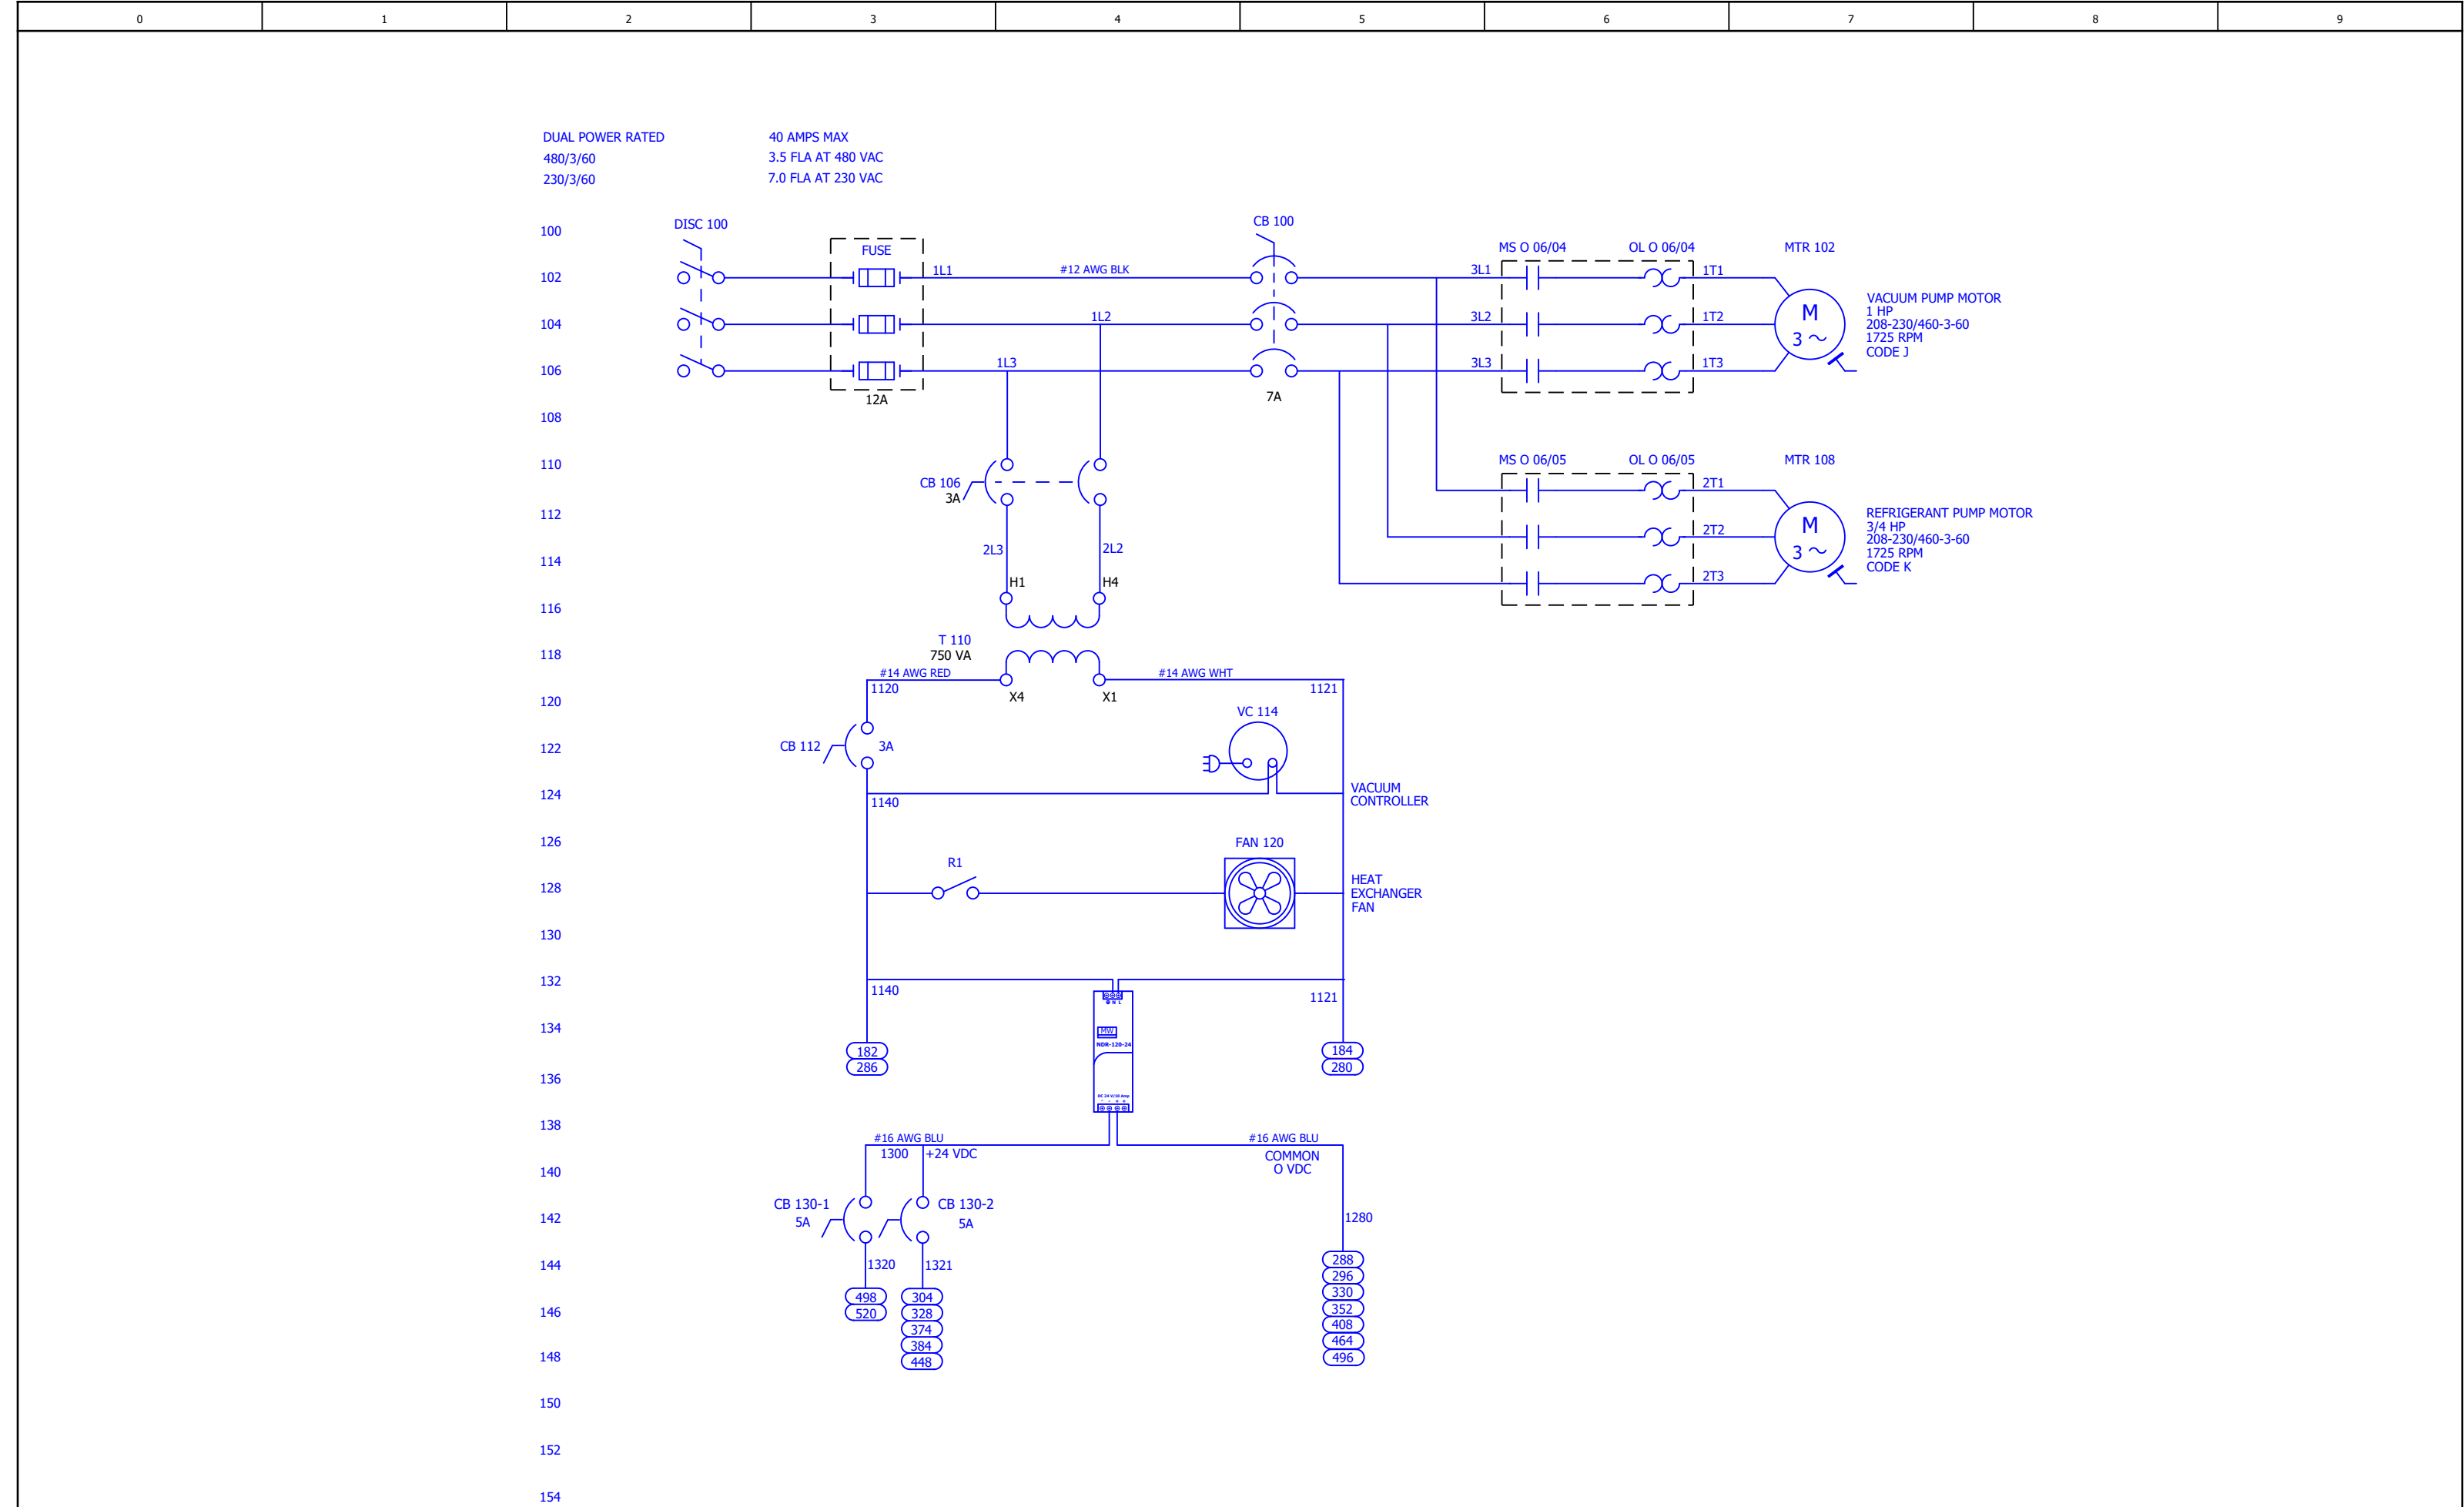 0 1 2 3 4 5 6 7 8 9
DUAL POWER RATED 40 AMPS MAX
480/3/60 3.5 FLA AT 480 VAC
230/3/60 7.0 FLA AT 230 VAC
100 DISC 100 CB 100
FUSE MS O 06/04 OL O 06/04 MTR 102
102 1L1 #12 AWG BLK 3L1 1T1
104 1L2 3L2 1T2
M
3
VACUUM PUMP MOTOR
1 HP
208-230/460-3-60
1725 RPM
CODE J
106 1L3 3L3 1T3
12A 7A
108
110 MS O 06/05 OL O 06/05 MTR 108
CB 106
3A
2T1
112
2T2
M
3
REFRIGERANT PUMP MOTOR
3/4 HP
208-230/460-3-60
1725 RPM
CODE K
114 2L3 2L2
H1 H4 2T3
116
T 110
118 750 VA
#14 AWG RED #14 AWG WHT
1120 1121
120 X4 X1
VC 114
122 CB 112 3A
124 1140
VACUUM
CONTROLLER
126 FAN 120
R1
128
HEAT
EXCHANGER
FAN
130
132 1140 1121
N L
134 MW
NDR-120-24
182 184
286 280
136
DC 24 V/10 Amp
- - + +
138
#16 AWG BLU #16 AWG BLU
1300 +24 VDC COMMON
140 O VDC
CB 130-1 CB 130-2
142 5A 5A 1280
144 1320 1321
288
296
330
352
408
464
496
146 498 304
520 328
374
148 384
448
150
152
154